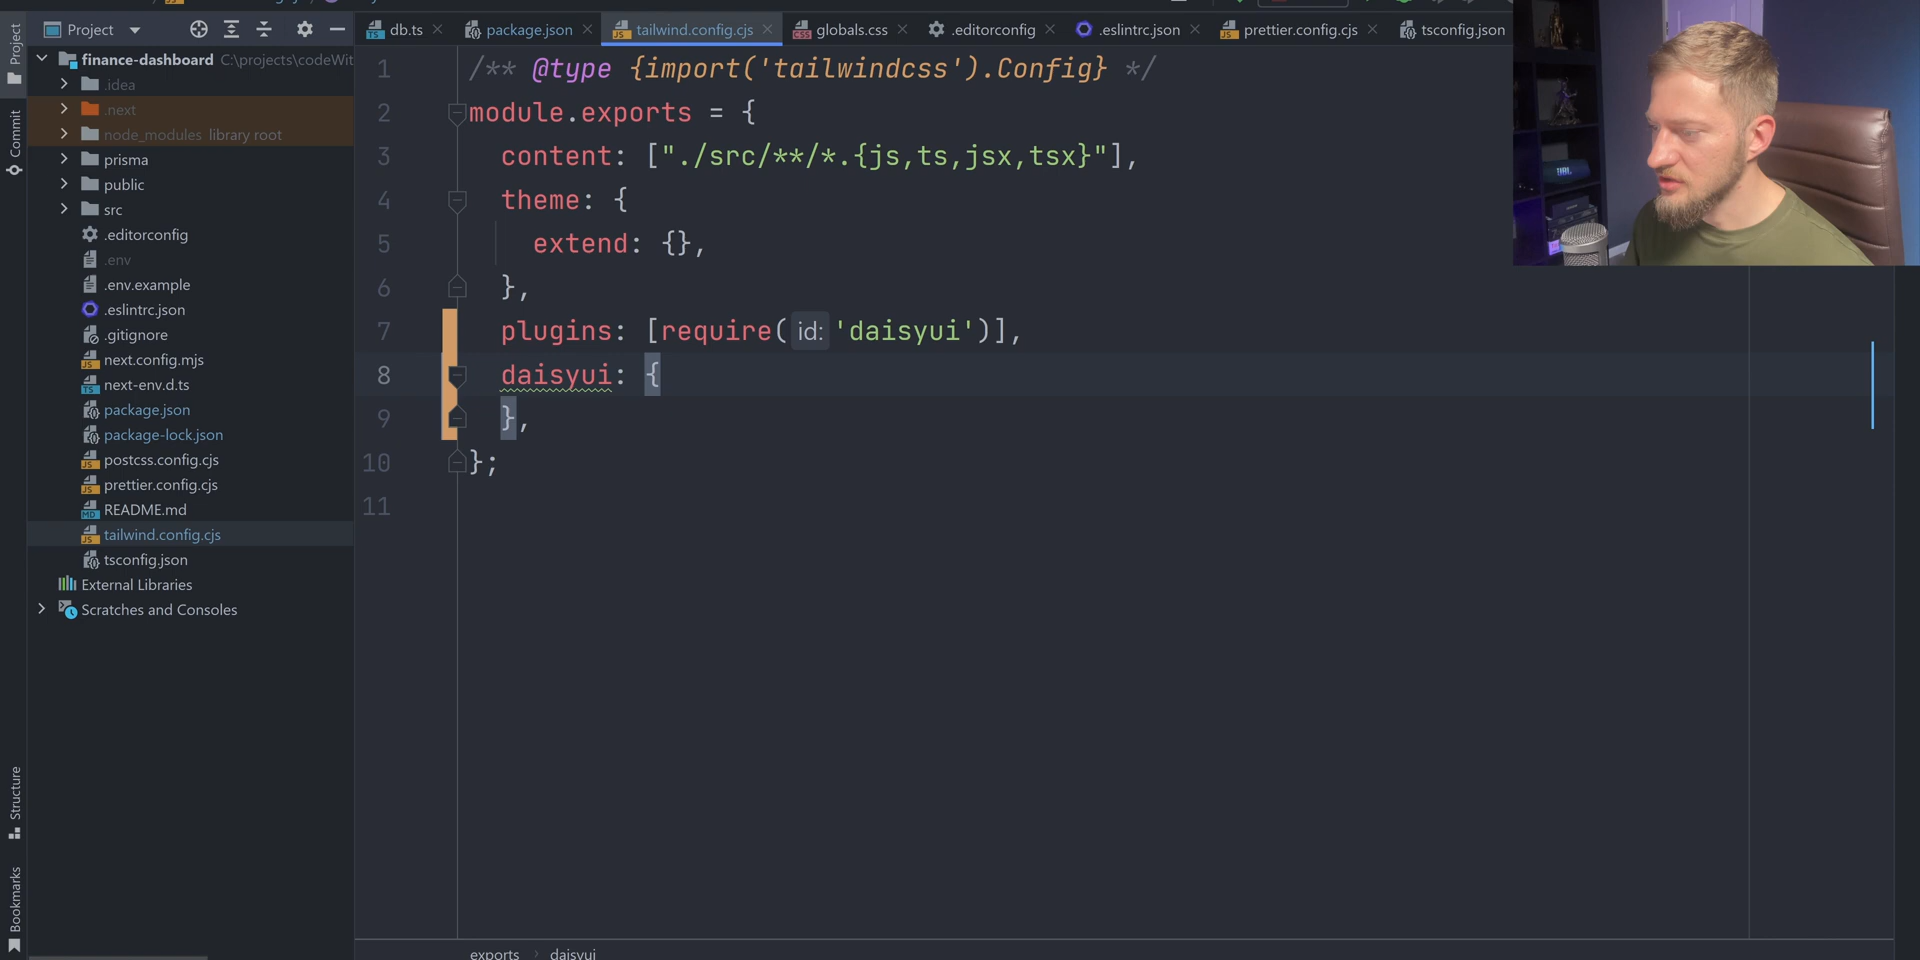 Project
db.ts
package.json
tailwind.config.cjs
globals.css
.editorconfig
.eslintrc.json
prettier.config.cjs
tsconfig.json
Project
Commit
Structure
Bookmarks
finance-dashboard C:\projects\codeWit
.idea
.next
node_modules library root
prisma
public
src
.editorconfig
.env
.env.example
.eslintrc.json
.gitignore
next.config.mjs
next-env.d.ts
package.json
package-lock.json
postcss.config.cjs
prettier.config.cjs
README.md
tailwind.config.cjs
tsconfig.json
External Libraries
Scratches and Consoles
1 /** @type {import('tailwindcss').Config} */
2 module.exports = {
3 content: ["./src/**/*.{js,ts,jsx,tsx}"],
4 theme: {
5 extend: {},
6 },
7 plugins: [require( id: 'daisyui')],
8 daisyui: {
9 },
10 };
11
exports > daisyui